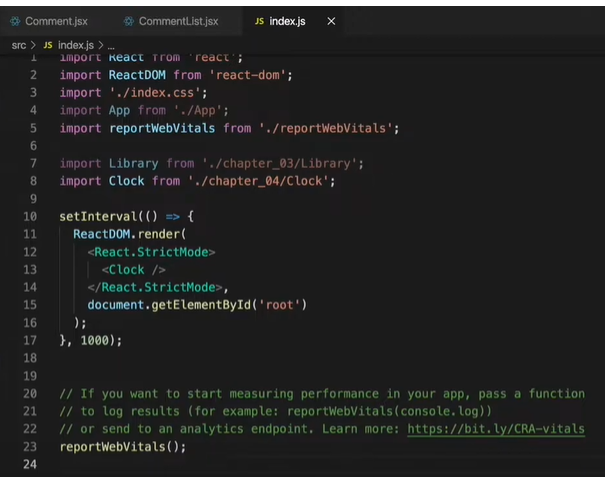 Comment.jsx CommentList.jsx JS index.js ×
src > JS index.js > ...
1 import React from 'react';
2 import ReactDOM from 'react-dom';
3 import './index.css';
4 import App from './App';
5 import reportWebVitals from './reportWebVitals';
6
7 import Library from './chapter_03/Library';
8 import Clock from './chapter_04/Clock';
9
10 setInterval(() => {
11 ReactDOM.render(
12 <React.StrictMode>
13 <Clock />
14 </React.StrictMode>,
15 document.getElementById('root')
16 );
17 }, 1000);
18
19
20 // If you want to start measuring performance in your app, pass a function
21 // to log results (for example: reportWebVitals(console.log))
22 // or send to an analytics endpoint. Learn more: https://bit.ly/CRA-vitals
23 reportWebVitals();
24